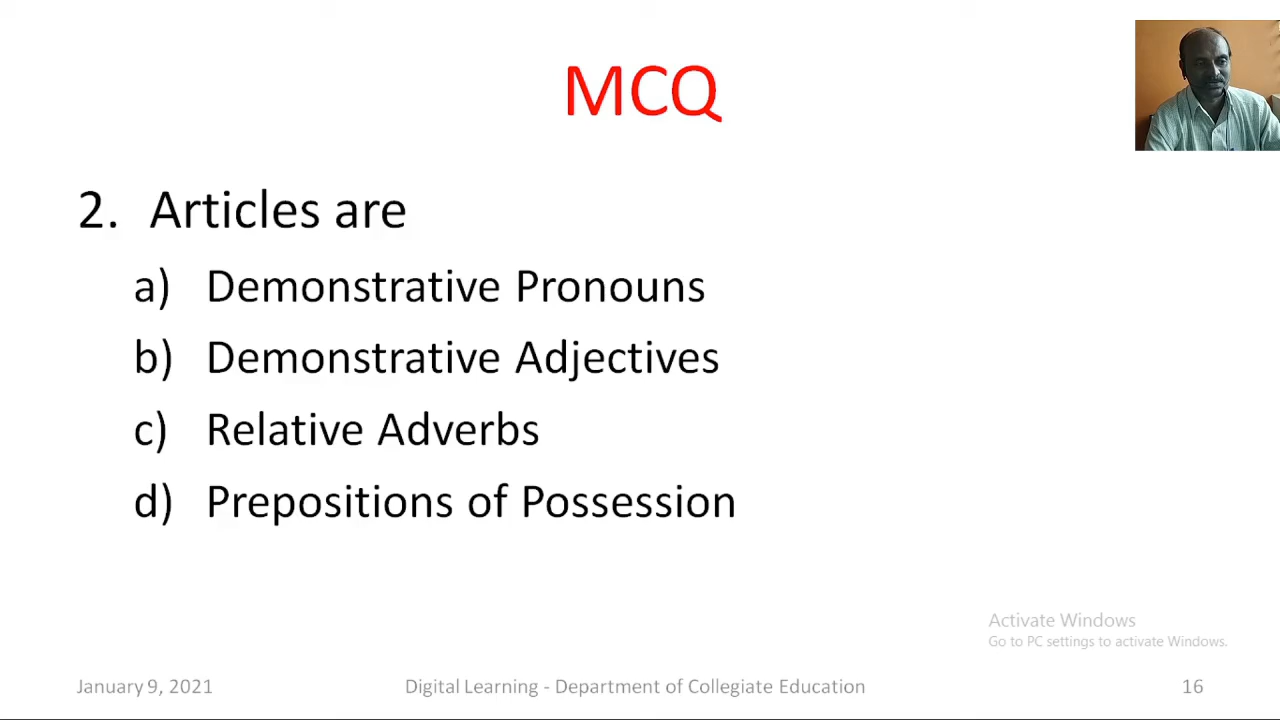 MCQ
2. Articles are
a) Demonstrative Pronouns
b) Demonstrative Adjectives
c) Relative Adverbs
d) Prepositions of Possession
Activate Windows
Go to PC settings to activate Windows.
January 9, 2021 Digital Learning - Department of Collegiate Education 16